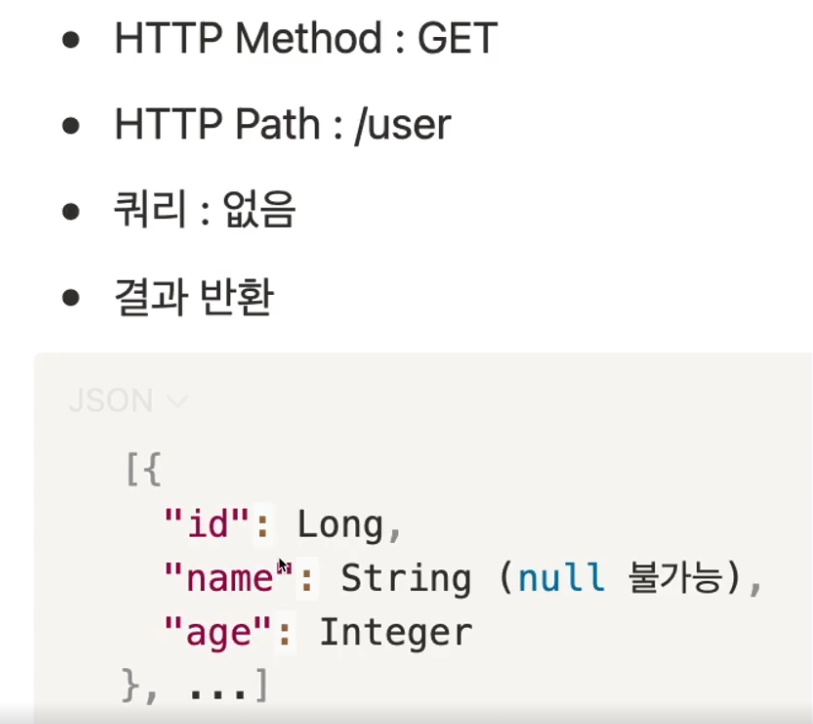 • HTTP Method : GET
• HTTP Path : /user
• 쿼리 : 없음
• 결과 반환
JSON
[{
"id": Long,
"name": String (null 불가능),
"age": Integer
}, ...]